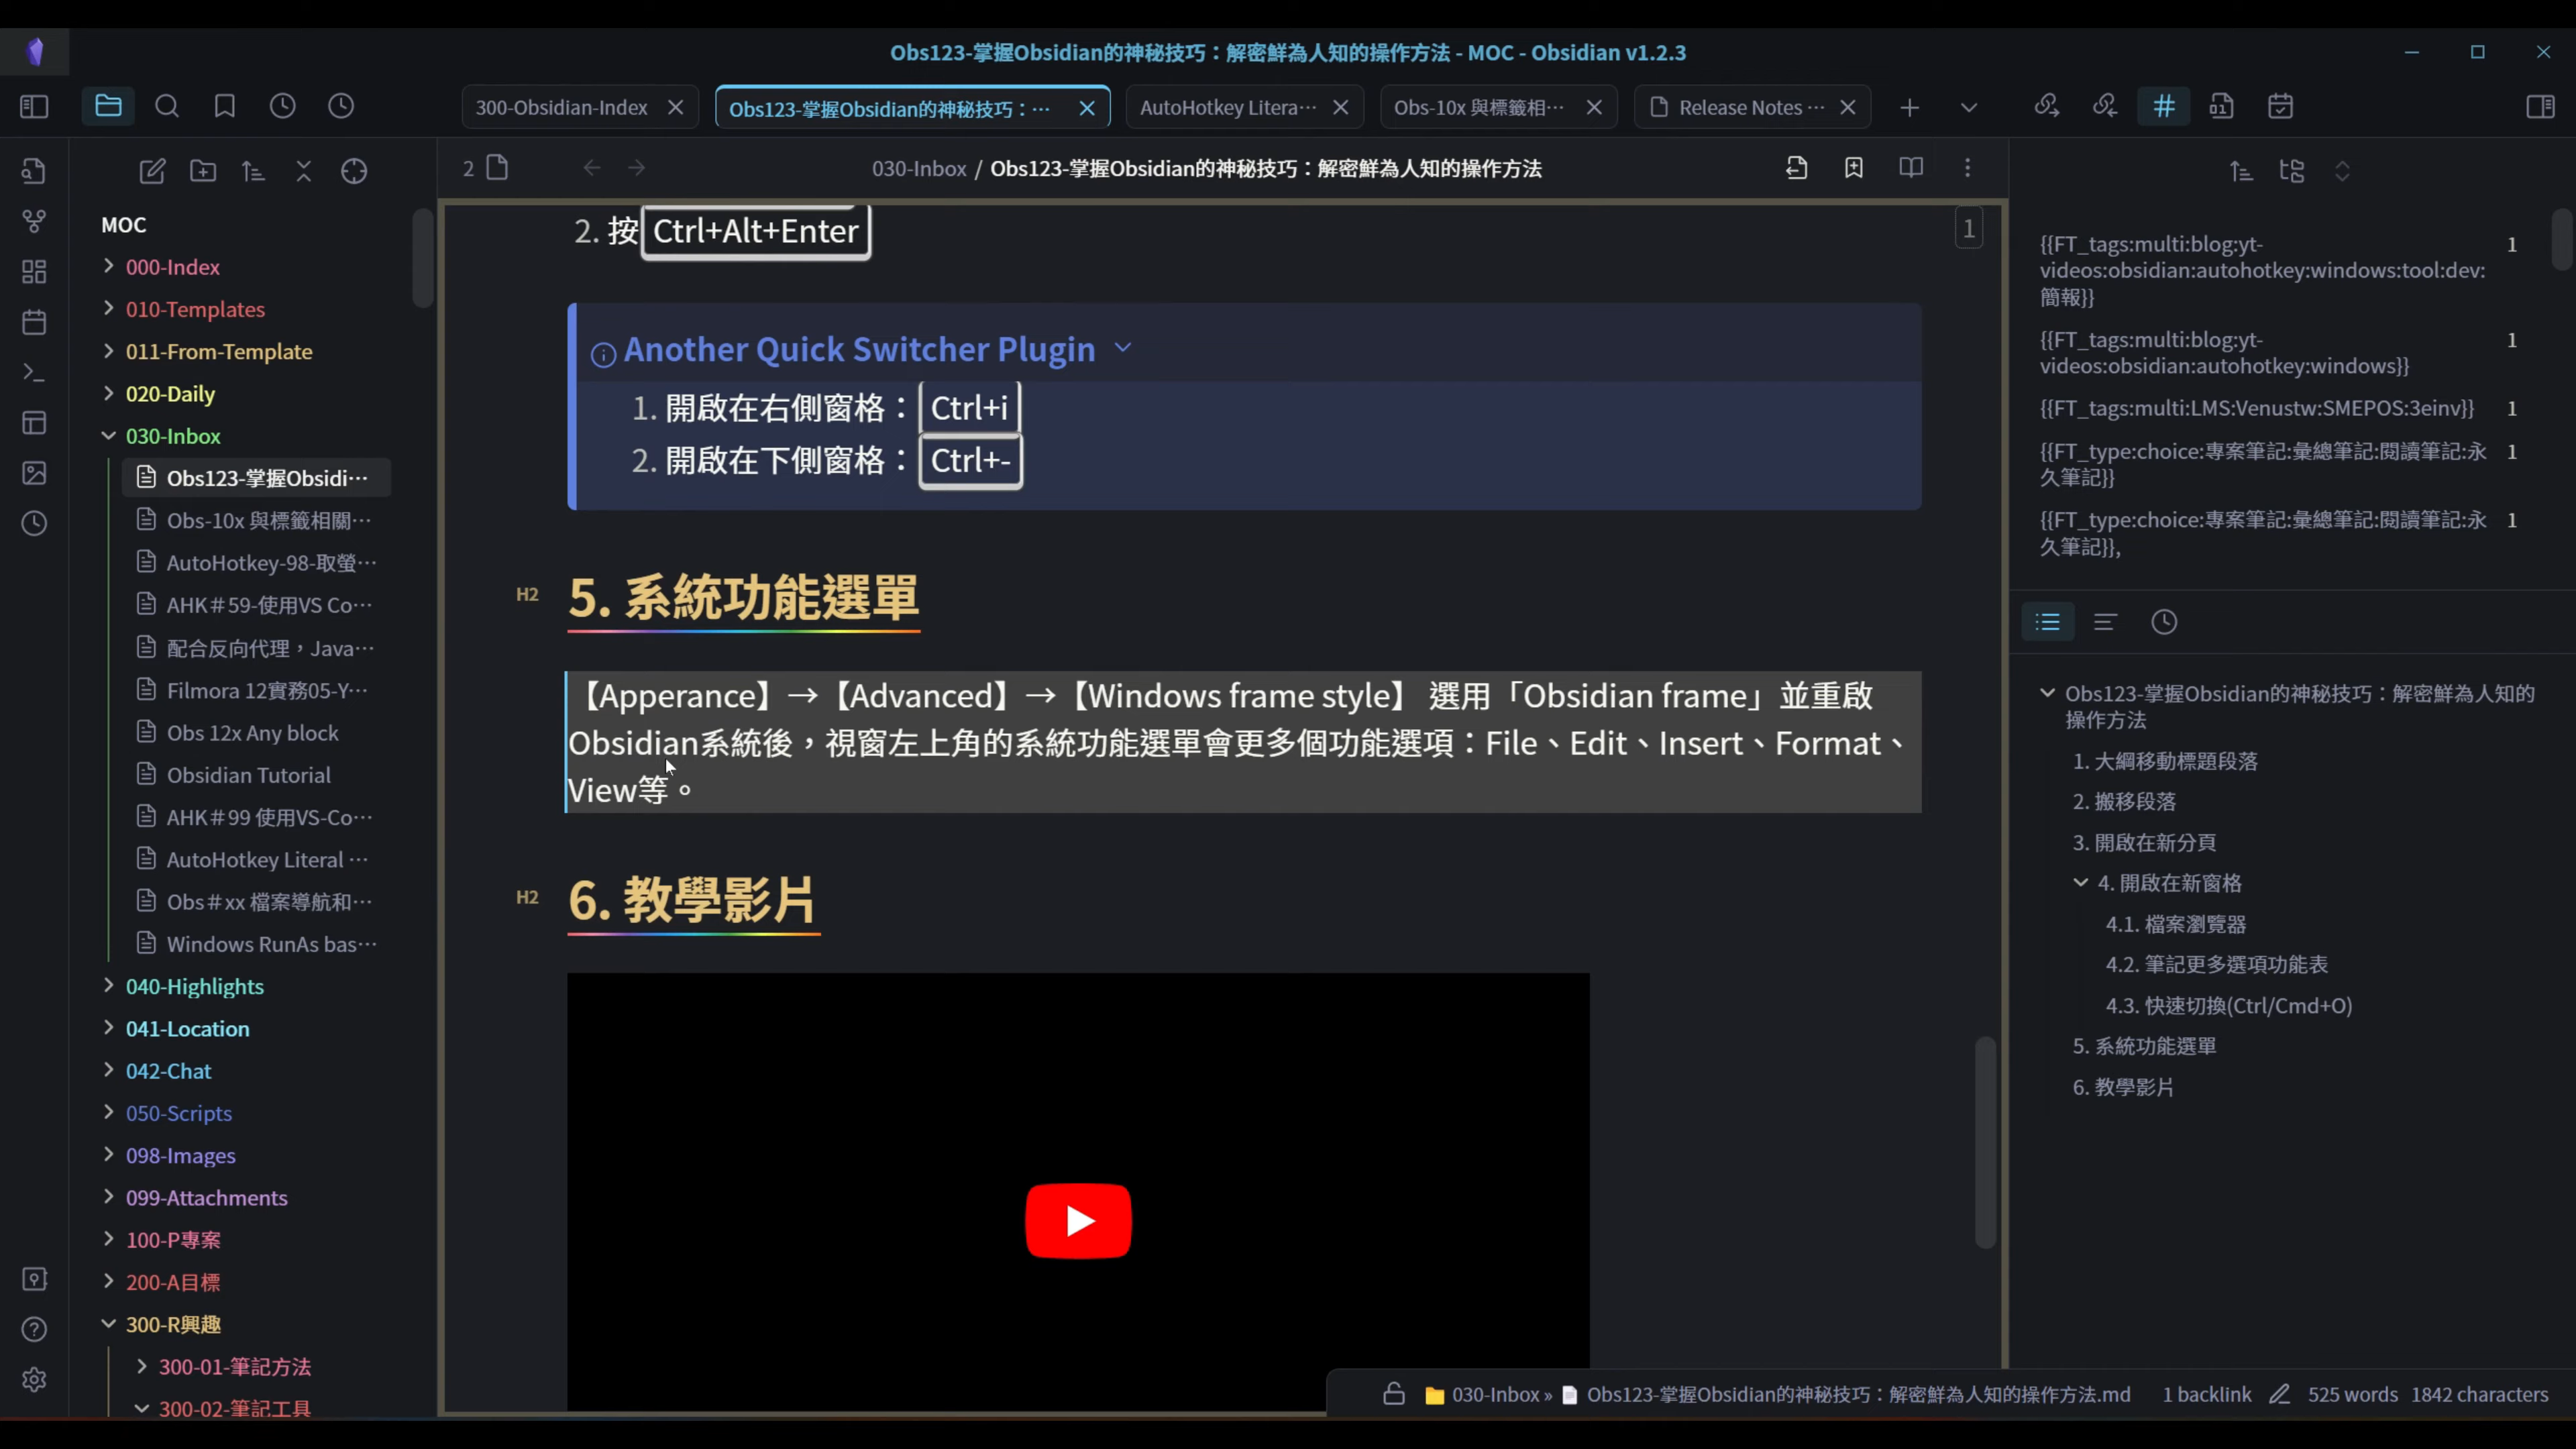 Obs123-掌握Obsidian的神秘技巧：解密鮮為人知的操作方法 - MOC - Obsidian v1.2.3
300-Obsidian-Index
Obs123-掌握Obsidian的神秘技巧：…
AutoHotkey Litera…
Obs-10x 與標籤相…
Release Notes …
MOC
000-Index
010-Templates
011-From-Template
020-Daily
030-Inbox
Obs123-掌握Obsidi…
Obs-10x 與標籤相關…
AutoHotkey-98-取螢…
AHK＃59-使用VS Co…
配合反向代理，Java…
Filmora 12實務05-Y…
Obs 12x Any block
Obsidian Tutorial
AHK＃99 使用VS-Co…
AutoHotkey Literal …
Obs＃xx 檔案導航和…
Windows RunAs bas…
040-Highlights
041-Location
042-Chat
050-Scripts
098-Images
099-Attachments
100-P專案
200-A目標
300-R興趣
300-01-筆記方法
300-02-筆記工具
2
030-Inbox / Obs123-掌握Obsidian的神秘技巧：解密鮮為人知的操作方法
1
2. 按 Ctrl+Alt+Enter
Another Quick Switcher Plugin
1. 開啟在右側窗格： Ctrl+i
2. 開啟在下側窗格： Ctrl+-
H2 5. 系統功能選單
【Apperance】→【Advanced】→【Windows frame style】 選用「Obsidian frame」並重啟
Obsidian系統後，視窗左上角的系統功能選單會更多個功能選項：File、Edit、Insert、Format、
View等。
H2 6. 教學影片
{{FT_tags:multi:blog:yt-
videos:obsidian:autohotkey:windows:tool:dev:
簡報}}
1
{{FT_tags:multi:blog:yt-
videos:obsidian:autohotkey:windows}}
1
{{FT_tags:multi:LMS:Venustw:SMEPOS:3einv}} 1
{{FT_type:choice:專案筆記:彙總筆記:閱讀筆記:永
久筆記}}
1
{{FT_type:choice:專案筆記:彙總筆記:閱讀筆記:永
久筆記}},
1
Obs123-掌握Obsidian的神秘技巧：解密鮮為人知的
操作方法
1. 大綱移動標題段落
2. 搬移段落
3. 開啟在新分頁
4. 開啟在新窗格
4.1. 檔案瀏覽器
4.2. 筆記更多選項功能表
4.3. 快速切換(Ctrl/Cmd+O)
5. 系統功能選單
6. 教學影片
030-Inbox » Obs123-掌握Obsidian的神秘技巧：解密鮮為人知的操作方法.md 1 backlink 525 words 1842 characters